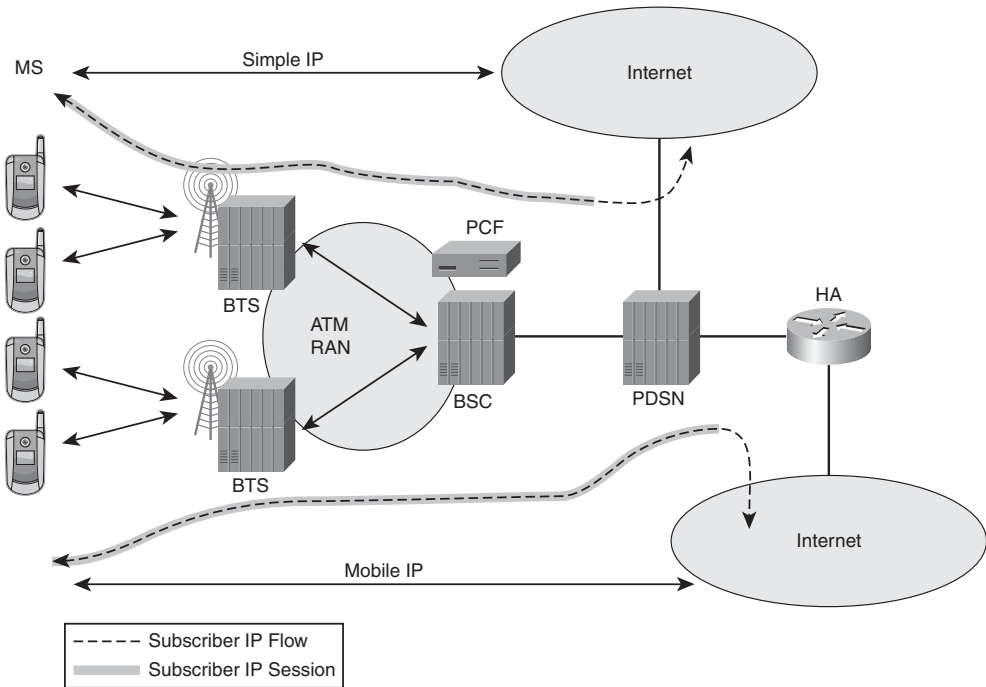 Simple IP
MS
Internet
PCF
HA
BTS
ATM
RAN
BSC
PDSN
BTS
Internet
Mobile IP
Subscriber IP Flow
Subscriber IP Session